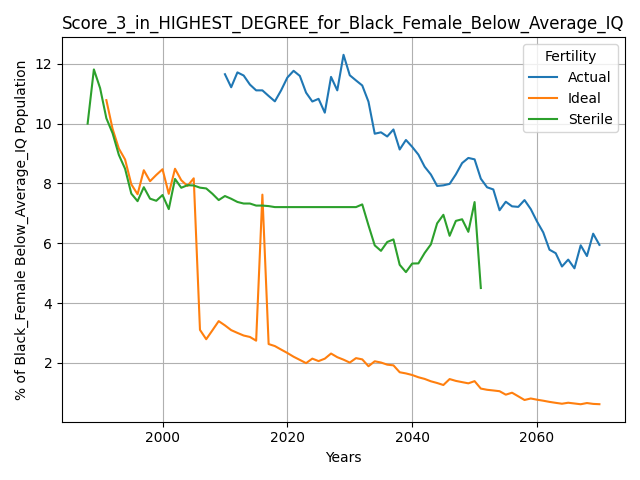 Score_3_in_HIGHEST_DEGREE_for_Black_Female_Below_Average_IQ
% of Black_Female Below_Average_IQ Population
12
10
8
6
4
2
Fertility
Actual
Ideal
Sterile
2000 2020 2040 2060
Years